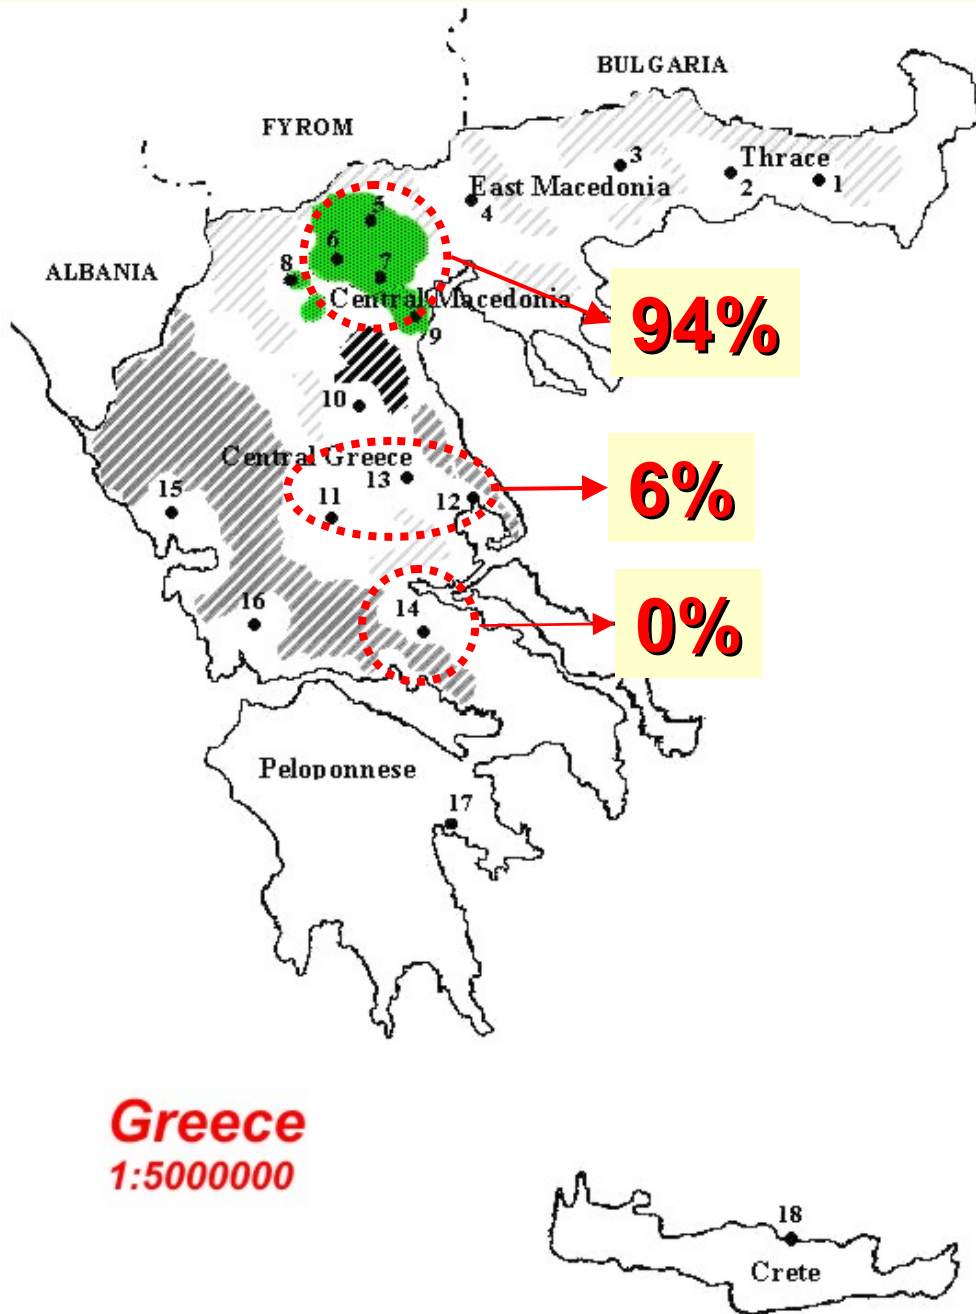 BULGARIA
FYROM
3
Thrace
East Macedonia
2
1
4
5
6
ALBANIA
8
7
Central Macedonia
94%
9
10
Central Greece
13
6%
15
11
12
0%
16
14
Peloponnese
17
Greece
1:5000000
18
Crete